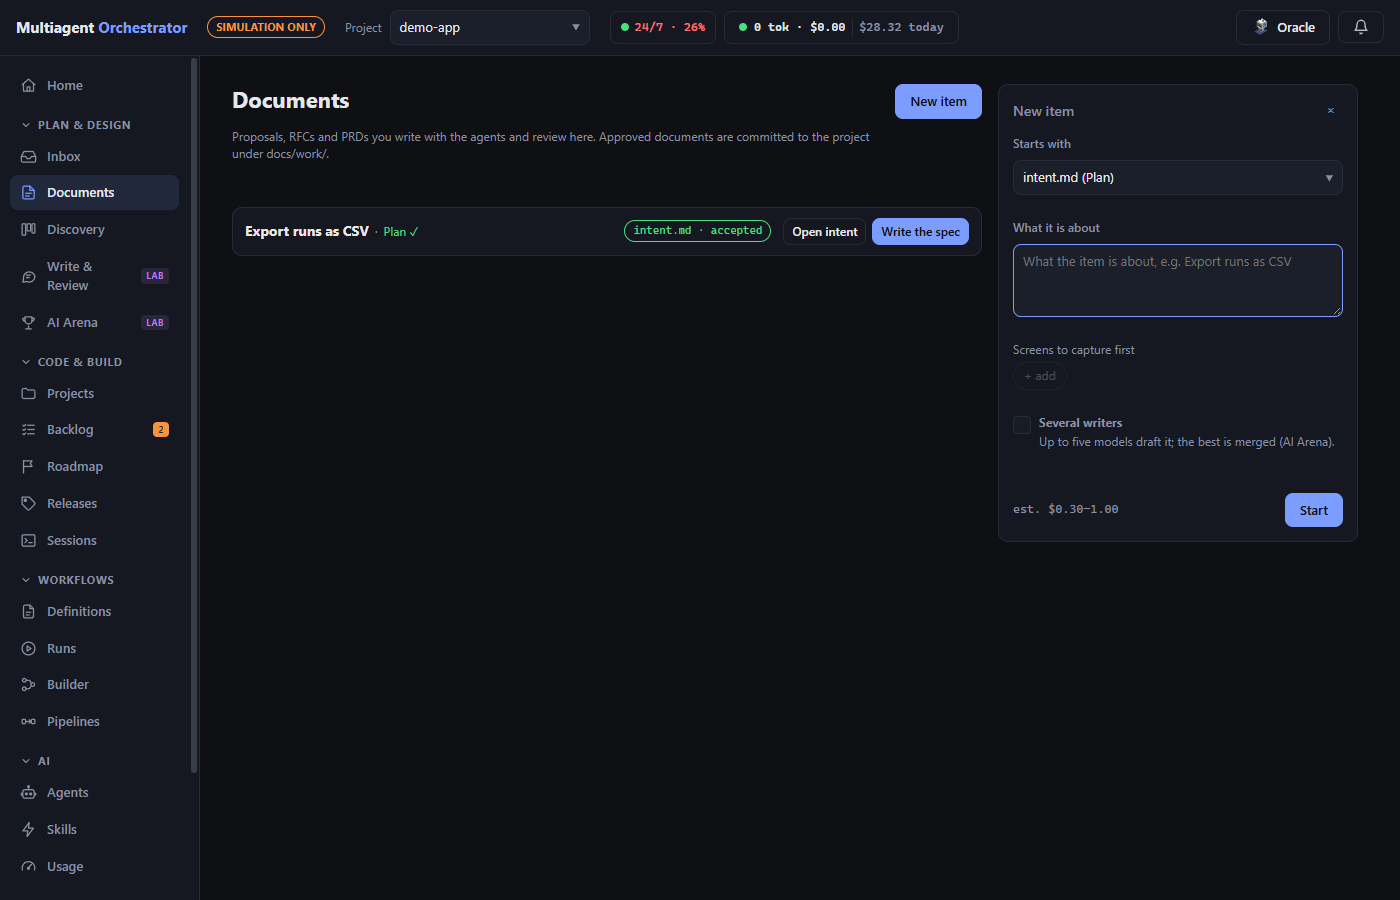 Multiagent Orchestrator
SIMULATION ONLY
Project
demo-app
24/7 · 26%
0 tok · $0.00
$28.32 today
Oracle
Home
PLAN & DESIGN
Inbox
Documents
Discovery
Write &
Review
LAB
AI Arena
LAB
CODE & BUILD
Projects
Backlog
2
Roadmap
Releases
Sessions
WORKFLOWS
Definitions
Runs
Builder
Pipelines
AI
Agents
Skills
Usage
Documents
New item
Proposals, RFCs and PRDs you write with the agents and review here. Approved documents are committed to the project
under docs/work/.
Export runs as CSV · Plan ✓
intent.md · accepted
Open intent
Write the spec
New item
×
Starts with
intent.md (Plan)
What it is about
What the item is about, e.g. Export runs as CSV
Screens to capture first
+ add
Several writers
Up to five models draft it; the best is merged (AI Arena).
est. $0.30–1.00
Start